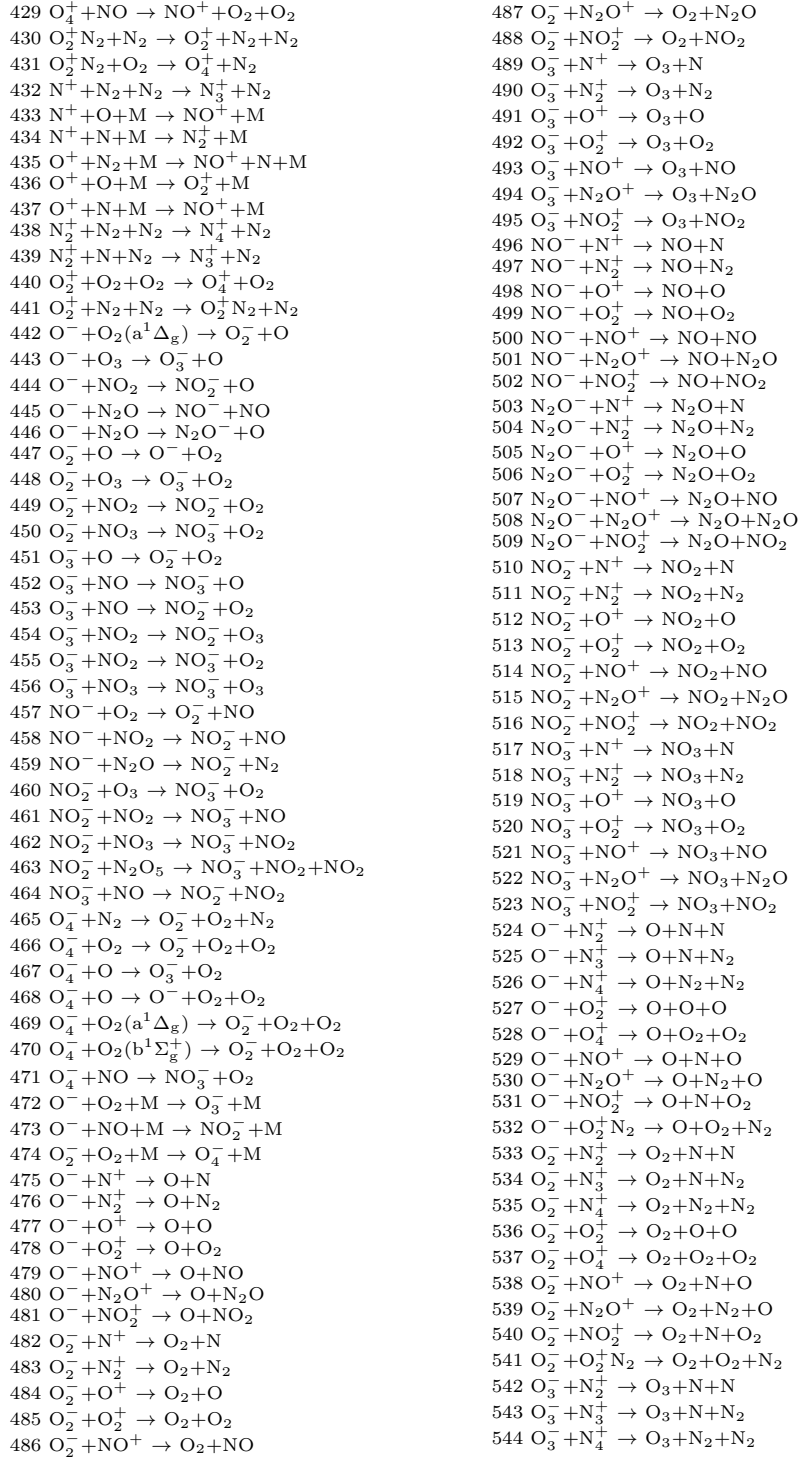 429 O₄⁺+NO → NO⁺+O₂+O₂
430 O₂⁺N₂+N₂ → O₂⁺+N₂+N₂
431 O₂⁺N₂+O₂ → O₄⁺+N₂
432 N⁺+N₂+N₂ → N₃⁺+N₂
433 N⁺+O+M → NO⁺+M
434 N⁺+N+M → N₂⁺+M
435 O⁺+N₂+M → NO⁺+N+M
436 O⁺+O+M → O₂⁺+M
437 O⁺+N+M → NO⁺+M
438 N₂⁺+N₂+N₂ → N₄⁺+N₂
439 N₂⁺+N+N₂ → N₃⁺+N₂
440 O₂⁺+O₂+O₂ → O₄⁺+O₂
441 O₂⁺+N₂+N₂ → O₂⁺N₂+N₂
442 O⁻+O₂(a¹Δg) → O₂⁻+O
443 O⁻+O₃ → O₃⁻+O
444 O⁻+NO₂ → NO₂⁻+O
445 O⁻+N₂O → NO⁻+NO
446 O⁻+N₂O → N₂O⁻+O
447 O₂⁻+O → O⁻+O₂
448 O₂⁻+O₃ → O₃⁻+O₂
449 O₂⁻+NO₂ → NO₂⁻+O₂
450 O₂⁻+NO₃ → NO₃⁻+O₂
451 O₃⁻+O → O₂⁻+O₂
452 O₃⁻+NO → NO₃⁻+O
453 O₃⁻+NO → NO₂⁻+O₂
454 O₃⁻+NO₂ → NO₂⁻+O₃
455 O₃⁻+NO₂ → NO₃⁻+O₂
456 O₃⁻+NO₃ → NO₃⁻+O₃
457 NO⁻+O₂ → O₂⁻+NO
458 NO⁻+NO₂ → NO₂⁻+NO
459 NO⁻+N₂O → NO₂⁻+N₂
460 NO₂⁻+O₃ → NO₃⁻+O₂
461 NO₂⁻+NO₂ → NO₃⁻+NO
462 NO₂⁻+NO₃ → NO₃⁻+NO₂
463 NO₂⁻+N₂O₅ → NO₃⁻+NO₂+NO₂
464 NO₃⁻+NO → NO₂⁻+NO₂
465 O₄⁻+N₂ → O₂⁻+O₂+N₂
466 O₄⁻+O₂ → O₂⁻+O₂+O₂
467 O₄⁻+O → O₃⁻+O₂
468 O₄⁻+O → O⁻+O₂+O₂
469 O₄⁻+O₂(a¹Δg) → O₂⁻+O₂+O₂
470 O₄⁻+O₂(b¹Σg⁺) → O₂⁻+O₂+O₂
471 O₄⁻+NO → NO₃⁻+O₂
472 O⁻+O₂+M → O₃⁻+M
473 O⁻+NO+M → NO₂⁻+M
474 O₂⁻+O₂+M → O₄⁻+M
475 O⁻+N⁺ → O+N
476 O⁻+N₂⁺ → O+N₂
477 O⁻+O⁺ → O+O
478 O⁻+O₂⁺ → O+O₂
479 O⁻+NO⁺ → O+NO
480 O⁻+N₂O⁺ → O+N₂O
481 O⁻+NO₂⁺ → O+NO₂
482 O₂⁻+N⁺ → O₂+N
483 O₂⁻+N₂⁺ → O₂+N₂
484 O₂⁻+O⁺ → O₂+O
485 O₂⁻+O₂⁺ → O₂+O₂
486 O₂⁻+NO⁺ → O₂+NO
487 O₂⁻+N₂O⁺ → O₂+N₂O
488 O₂⁻+NO₂⁺ → O₂+NO₂
489 O₃⁻+N⁺ → O₃+N
490 O₃⁻+N₂⁺ → O₃+N₂
491 O₃⁻+O⁺ → O₃+O
492 O₃⁻+O₂⁺ → O₃+O₂
493 O₃⁻+NO⁺ → O₃+NO
494 O₃⁻+N₂O⁺ → O₃+N₂O
495 O₃⁻+NO₂⁺ → O₃+NO₂
496 NO⁻+N⁺ → NO+N
497 NO⁻+N₂⁺ → NO+N₂
498 NO⁻+O⁺ → NO+O
499 NO⁻+O₂⁺ → NO+O₂
500 NO⁻+NO⁺ → NO+NO
501 NO⁻+N₂O⁺ → NO+N₂O
502 NO⁻+NO₂⁺ → NO+NO₂
503 N₂O⁻+N⁺ → N₂O+N
504 N₂O⁻+N₂⁺ → N₂O+N₂
505 N₂O⁻+O⁺ → N₂O+O
506 N₂O⁻+O₂⁺ → N₂O+O₂
507 N₂O⁻+NO⁺ → N₂O+NO
508 N₂O⁻+N₂O⁺ → N₂O+N₂O
509 N₂O⁻+NO₂⁺ → N₂O+NO₂
510 NO₂⁻+N⁺ → NO₂+N
511 NO₂⁻+N₂⁺ → NO₂+N₂
512 NO₂⁻+O⁺ → NO₂+O
513 NO₂⁻+O₂⁺ → NO₂+O₂
514 NO₂⁻+NO⁺ → NO₂+NO
515 NO₂⁻+N₂O⁺ → NO₂+N₂O
516 NO₂⁻+NO₂⁺ → NO₂+NO₂
517 NO₃⁻+N⁺ → NO₃+N
518 NO₃⁻+N₂⁺ → NO₃+N₂
519 NO₃⁻+O⁺ → NO₃+O
520 NO₃⁻+O₂⁺ → NO₃+O₂
521 NO₃⁻+NO⁺ → NO₃+NO
522 NO₃⁻+N₂O⁺ → NO₃+N₂O
523 NO₃⁻+NO₂⁺ → NO₃+NO₂
524 O⁻+N₂⁺ → O+N+N
525 O⁻+N₃⁺ → O+N+N₂
526 O⁻+N₄⁺ → O+N₂+N₂
527 O⁻+O₂⁺ → O+O+O
528 O⁻+O₄⁺ → O+O₂+O₂
529 O⁻+NO⁺ → O+N+O
530 O⁻+N₂O⁺ → O+N₂+O
531 O⁻+NO₂⁺ → O+N+O₂
532 O⁻+O₂⁺N₂ → O+O₂+N₂
533 O₂⁻+N₂⁺ → O₂+N+N
534 O₂⁻+N₃⁺ → O₂+N+N₂
535 O₂⁻+N₄⁺ → O₂+N₂+N₂
536 O₂⁻+O₂⁺ → O₂+O+O
537 O₂⁻+O₄⁺ → O₂+O₂+O₂
538 O₂⁻+NO⁺ → O₂+N+O
539 O₂⁻+N₂O⁺ → O₂+N₂+O
540 O₂⁻+NO₂⁺ → O₂+N+O₂
541 O₂⁻+O₂⁺N₂ → O₂+O₂+N₂
542 O₃⁻+N₂⁺ → O₃+N+N
543 O₃⁻+N₃⁺ → O₃+N+N₂
544 O₃⁻+N₄⁺ → O₃+N₂+N₂